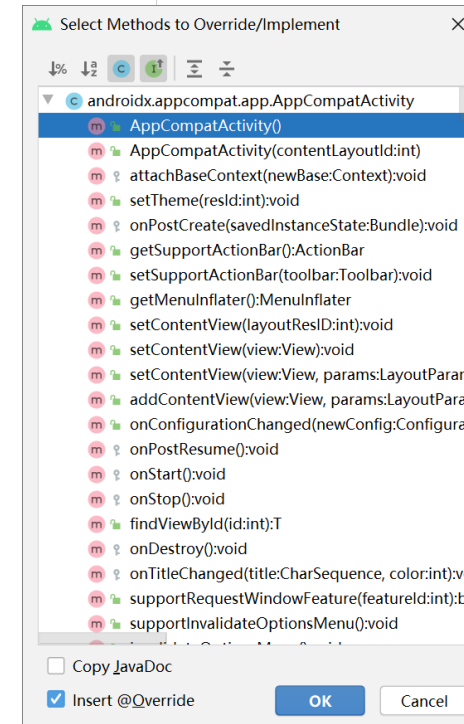 Select Methods to Override/Implement
androidx.appcompat.app.AppCompatActivity
AppCompatActivity()
AppCompatActivity(contentLayoutId:int)
attachBaseContext(newBase:Context):void
setTheme(resId:int):void
onPostCreate(savedInstanceState:Bundle):void
getSupportActionBar():ActionBar
setSupportActionBar(toolbar:Toolbar):void
getMenuInflater():MenuInflater
setContentView(layoutResID:int):void
setContentView(view:View):void
setContentView(view:View, params:LayoutParam
addContentView(view:View, params:LayoutPara
onConfigurationChanged(newConfig:Configura
onPostResume():void
onStart():void
onStop():void
findViewById(id:int):T
onDestroy():void
onTitleChanged(title:CharSequence, color:int):v
supportRequestWindowFeature(featureId:int):b
supportInvalidateOptionsMenu():void
Copy JavaDoc
Insert @Override
OK Cancel